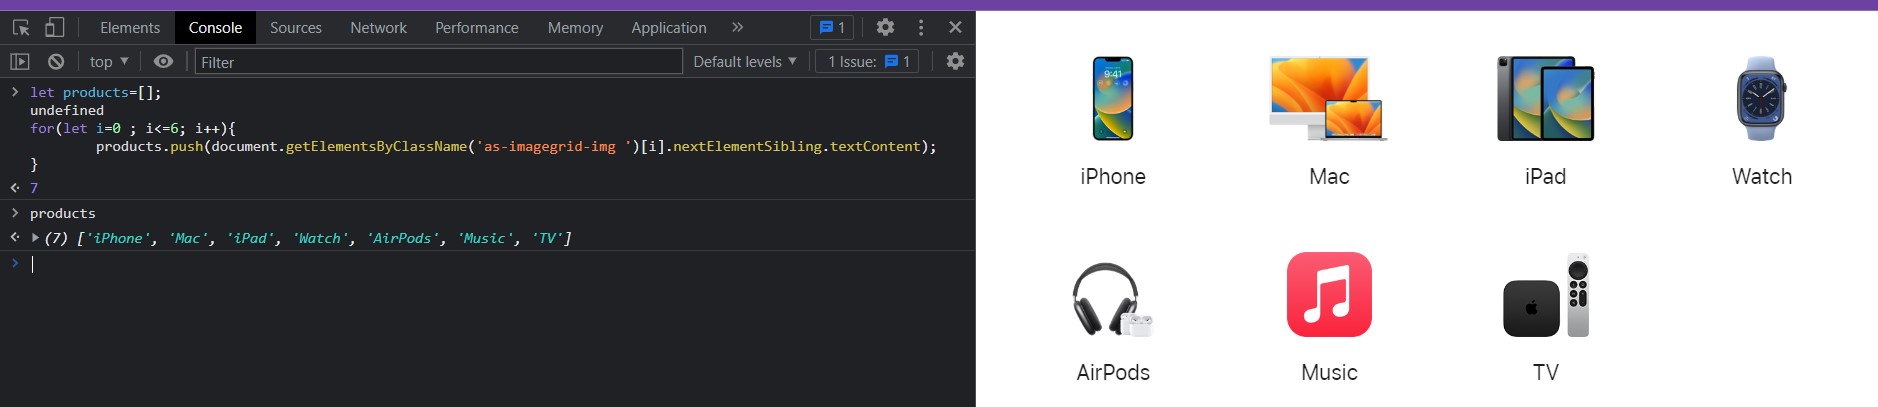 Elements Console Sources Network Performance Memory Application » 1
top ▼ Filter Default levels ▼ 1 Issue: 1
> let products=[];
undefined
for(let i=0 ; i<=6; i++){
products.push(document.getElementsByClassName('as-imagegrid-img ')[i].nextElementSibling.textContent);
}
7
> products
(7) ['iPhone', 'Mac', 'iPad', 'Watch', 'AirPods', 'Music', 'TV']
>
9:41
iPhone Mac iPad Watch
AirPods Music TV